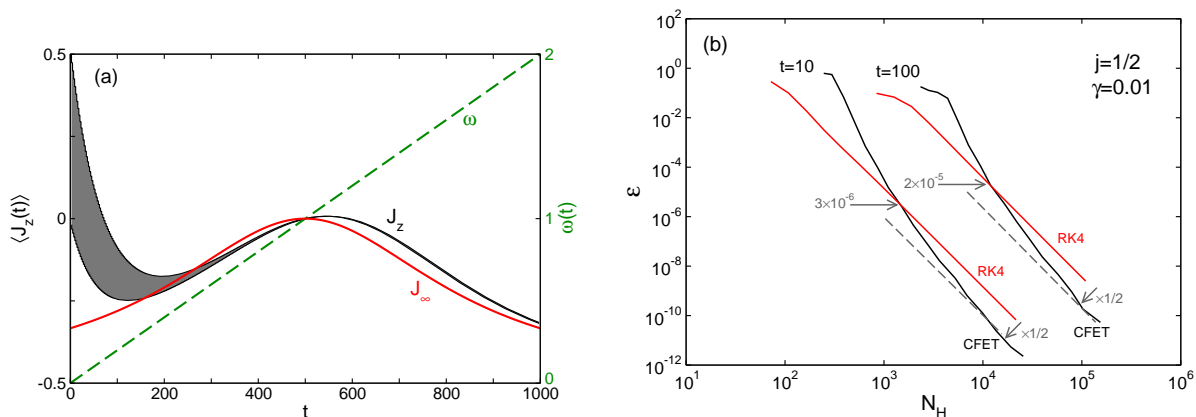 (a)
0.5
0
-0.5
⟨J_z(t)⟩
0 200 400 600 800 1000
t
2
1
0
ω(t)
ω
J_z
J_∞
(b)
j=1/2
γ=0.01
t=10
t=100
10^0
10^-2
10^-4
10^-6
10^-8
10^-10
10^-12
ε
2×10^-5
3×10^-6
RK4
RK4
×1/2
×1/2
CFET
CFET
10^1 10^2 10^3 10^4 10^5 10^6
N_H